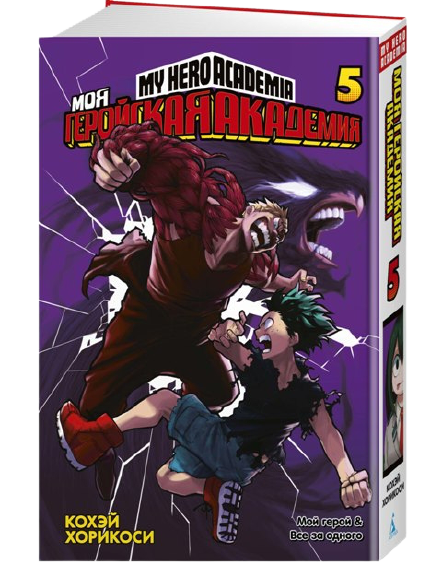 MY HERO ACADEMIA
5
МОЯ
ГЕРОЙСКАЯ АКАДЕМИЯ
КОХЭЙ
ХОРИКОСИ
Мой герой &
Все за одного
MY HERO
ACADEMIA
МОЯ ГЕРОЙСКАЯ
АКАДЕМИЯ
5
КОХЭЙ
ХОРИКОСИ